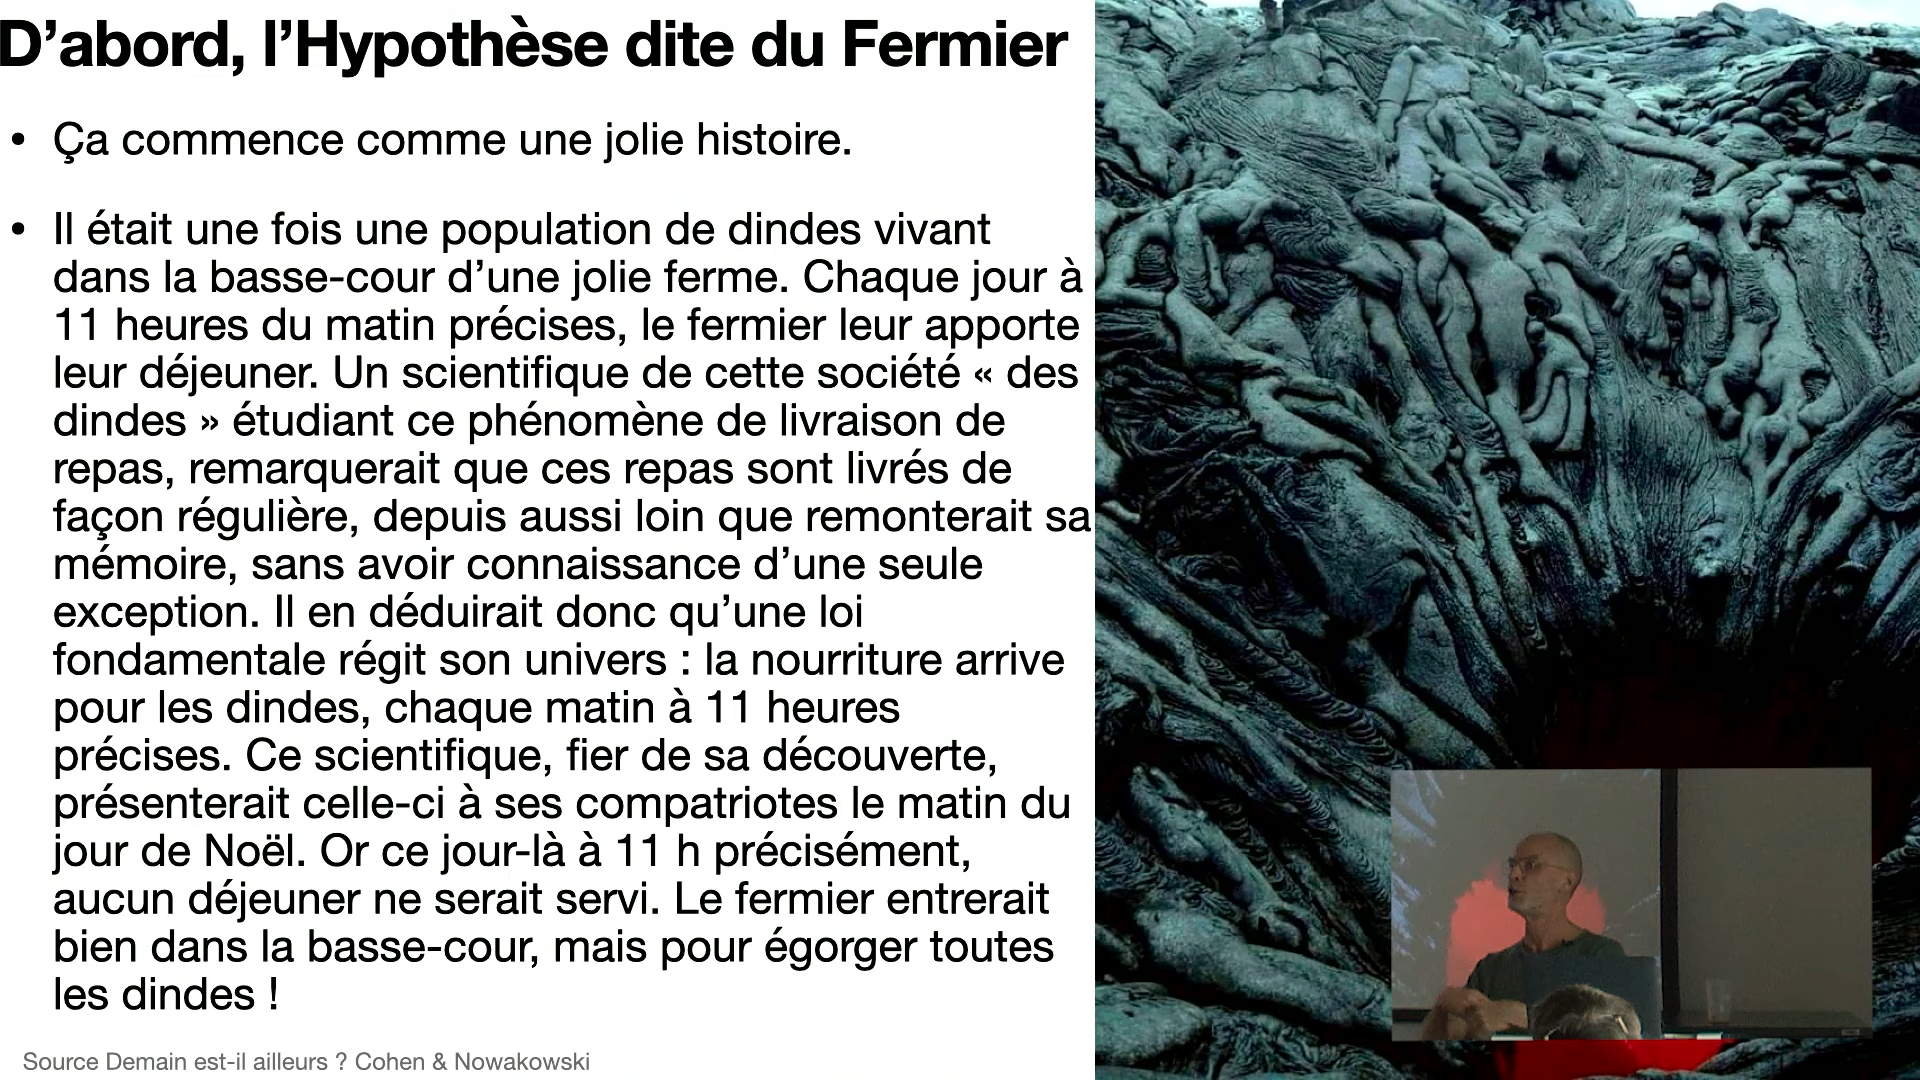 D’abord, l’Hypothèse dite du Fermier
• Ça commence comme une jolie histoire.
• Il était une fois une population de dindes vivant
dans la basse-cour d’une jolie ferme. Chaque jour à
11 heures du matin précises, le fermier leur apporte
leur déjeuner. Un scientifique de cette société « des
dindes » étudiant ce phénomène de livraison de
repas, remarquerait que ces repas sont livrés de
façon régulière, depuis aussi loin que remonterait sa
mémoire, sans avoir connaissance d’une seule
exception. Il en déduirait donc qu’une loi
fondamentale régit son univers : la nourriture arrive
pour les dindes, chaque matin à 11 heures
précises. Ce scientifique, fier de sa découverte,
présenterait celle-ci à ses compatriotes le matin du
jour de Noël. Or ce jour-là à 11 h précisément,
aucun déjeuner ne serait servi. Le fermier entrerait
bien dans la basse-cour, mais pour égorger toutes
les dindes !
Source Demain est-il ailleurs ? Cohen & Nowakowski